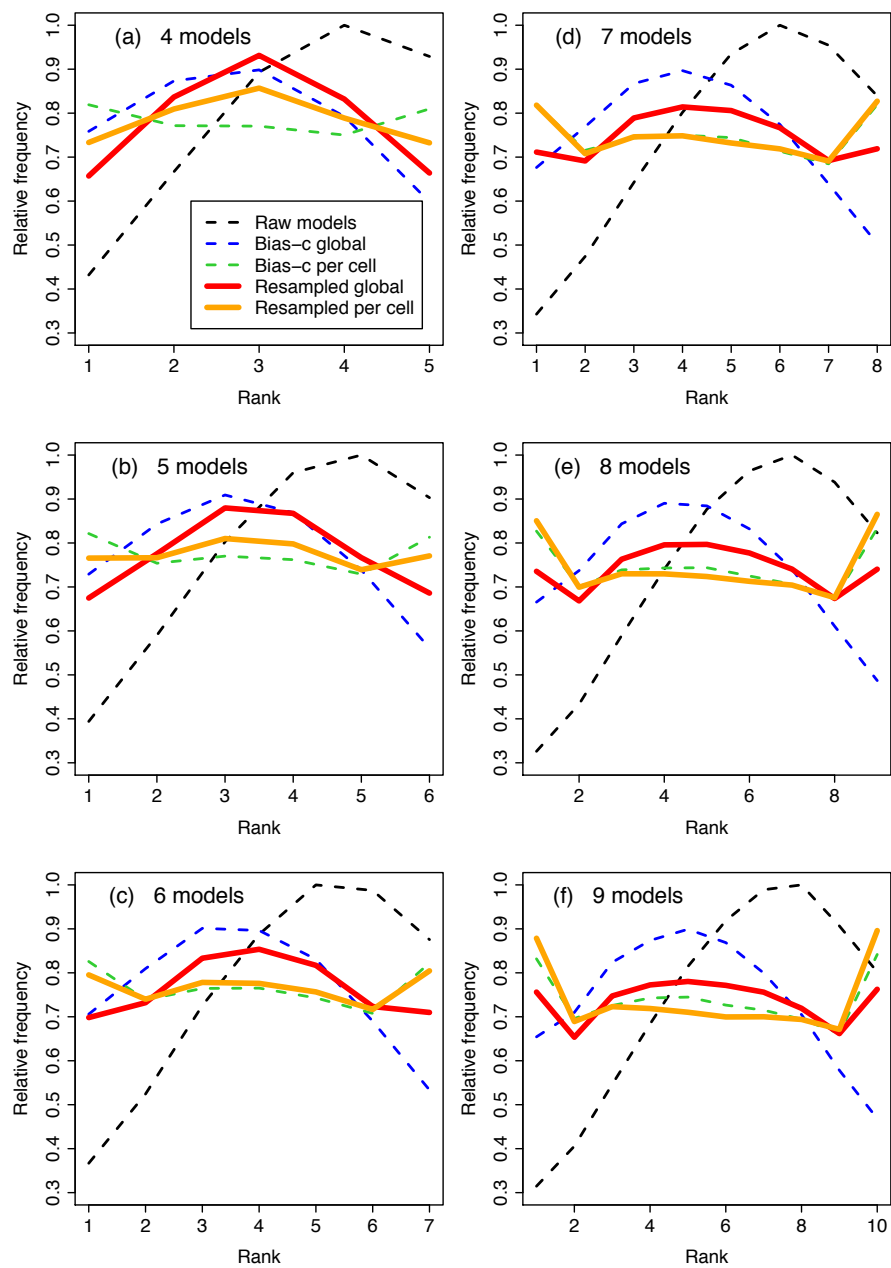 (a) 4 models
Relative frequency
1.0
0.9
0.8
0.7
0.6
0.5
0.4
0.3
Raw models
Bias-c global
Bias-c per cell
Resampled global
Resampled per cell
1 2 3 4 5
Rank
(d) 7 models
Relative frequency
1.0
0.9
0.8
0.7
0.6
0.5
0.4
0.3
1 2 3 4 5 6 7 8
Rank
(b) 5 models
Relative frequency
1.0
0.9
0.8
0.7
0.6
0.5
0.4
0.3
1 2 3 4 5 6
Rank
(e) 8 models
Relative frequency
1.0
0.9
0.8
0.7
0.6
0.5
0.4
0.3
2 4 6 8
Rank
(c) 6 models
Relative frequency
1.0
0.9
0.8
0.7
0.6
0.5
0.4
0.3
1 2 3 4 5 6 7
Rank
(f) 9 models
Relative frequency
1.0
0.9
0.8
0.7
0.6
0.5
0.4
0.3
2 4 6 8 10
Rank